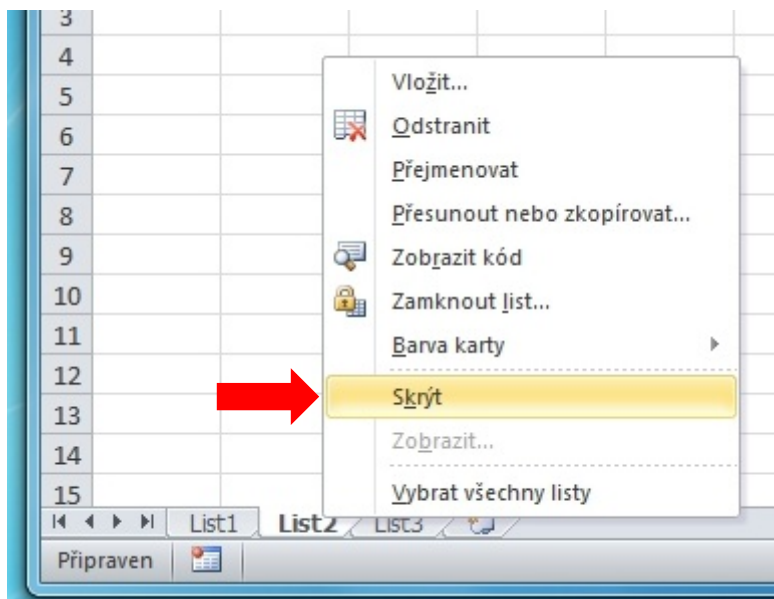 3
4
5
6
7
8
9
10
11
12
13
14
15
Vložit...
Odstranit
Přejmenovat
Přesunout nebo zkopírovat...
Zobrazit kód
Zamknout list...
Barva karty
Skrýt
Zobrazit...
Vybrat všechny listy
List1 List2 List3
Připraven